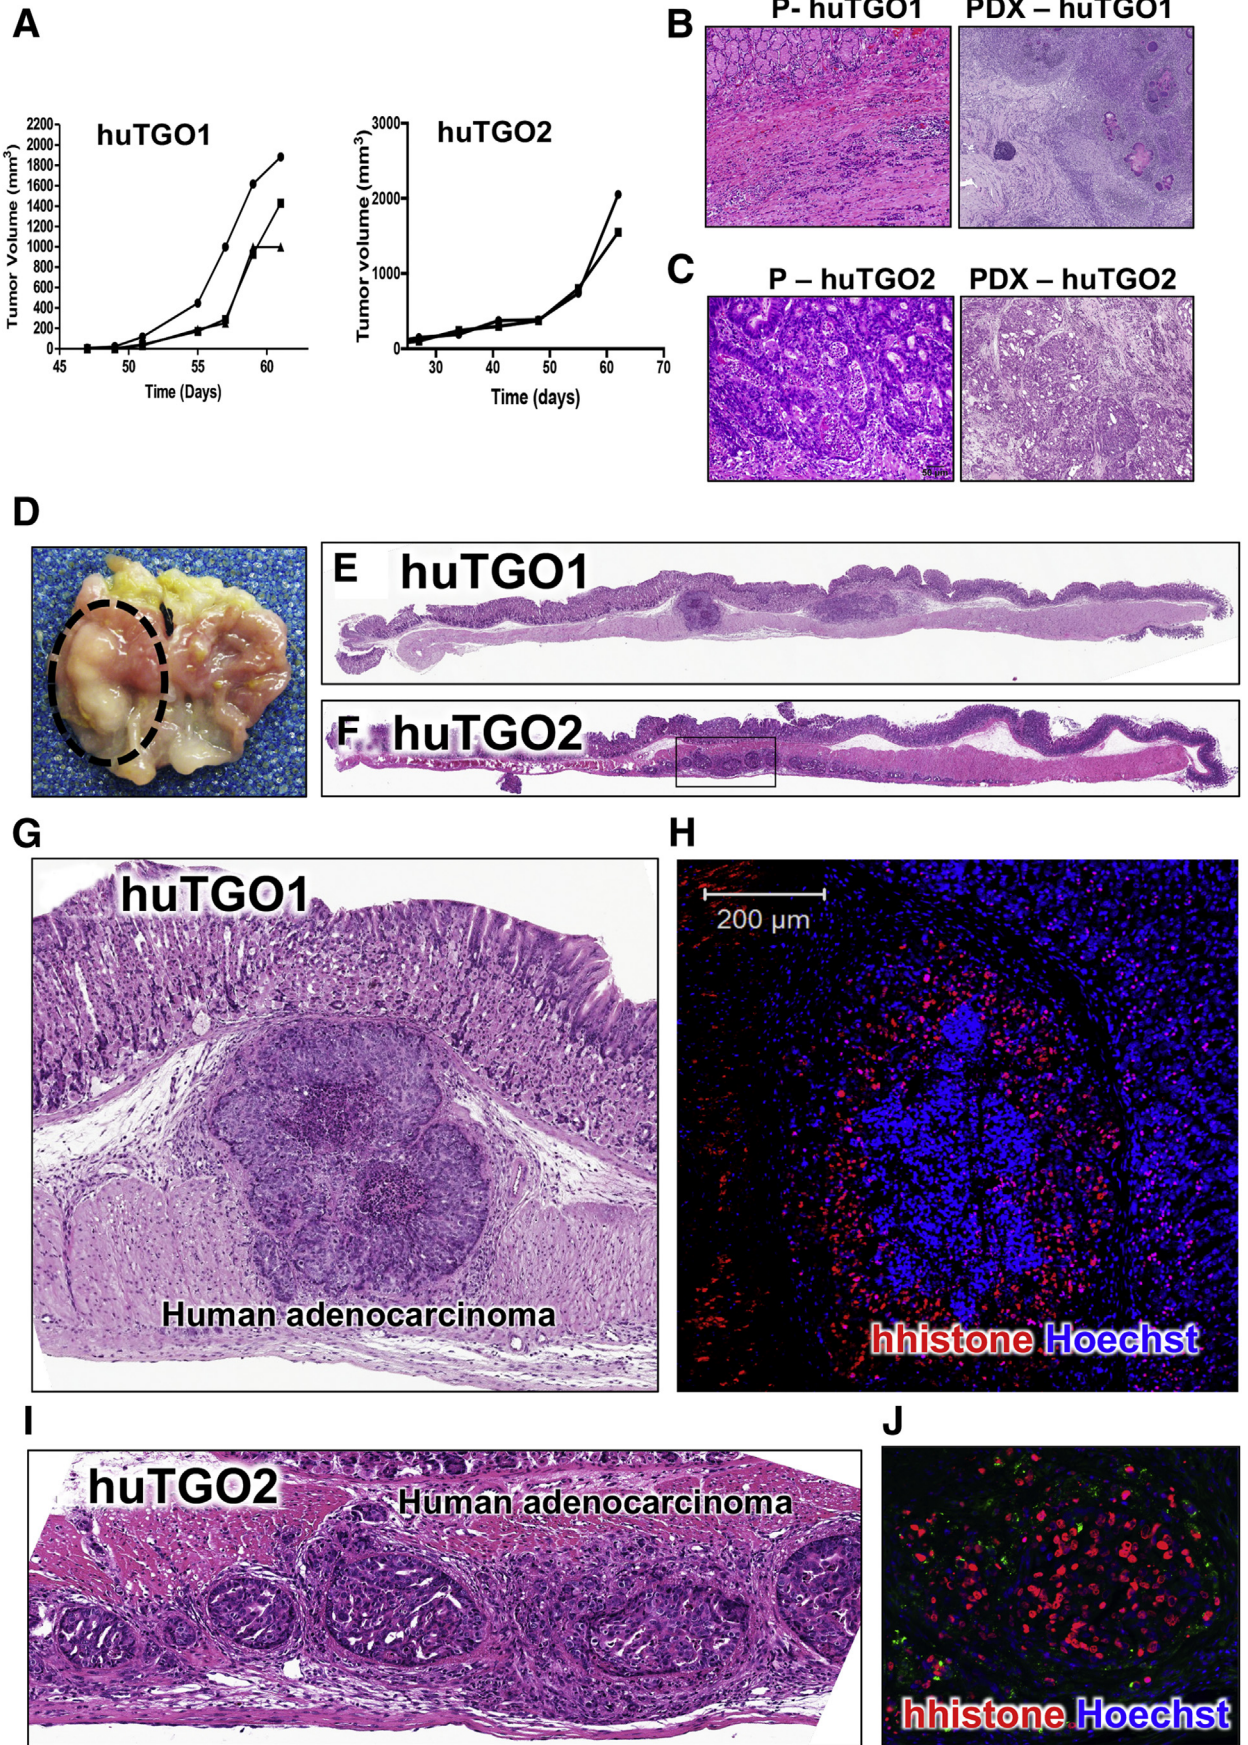 A
huTGO1
Tumor Volume (mm3)
2200
2000
1800
1600
1400
1200
1000
800
600
400
200
0
45 50 55 60
Time (Days)
huTGO2
Tumor volume (mm3)
3000
2000
1000
0
30 40 50 60 70
Time (days)
B
P- huTGO1 PDX – huTGO1
C
P – huTGO2 PDX – huTGO2
50 µm
D
E huTGO1
F huTGO2
G
huTGO1
Human adenocarcinoma
H
200 µm
hhistone Hoechst
I
huTGO2
Human adenocarcinoma
J
hhistone Hoechst